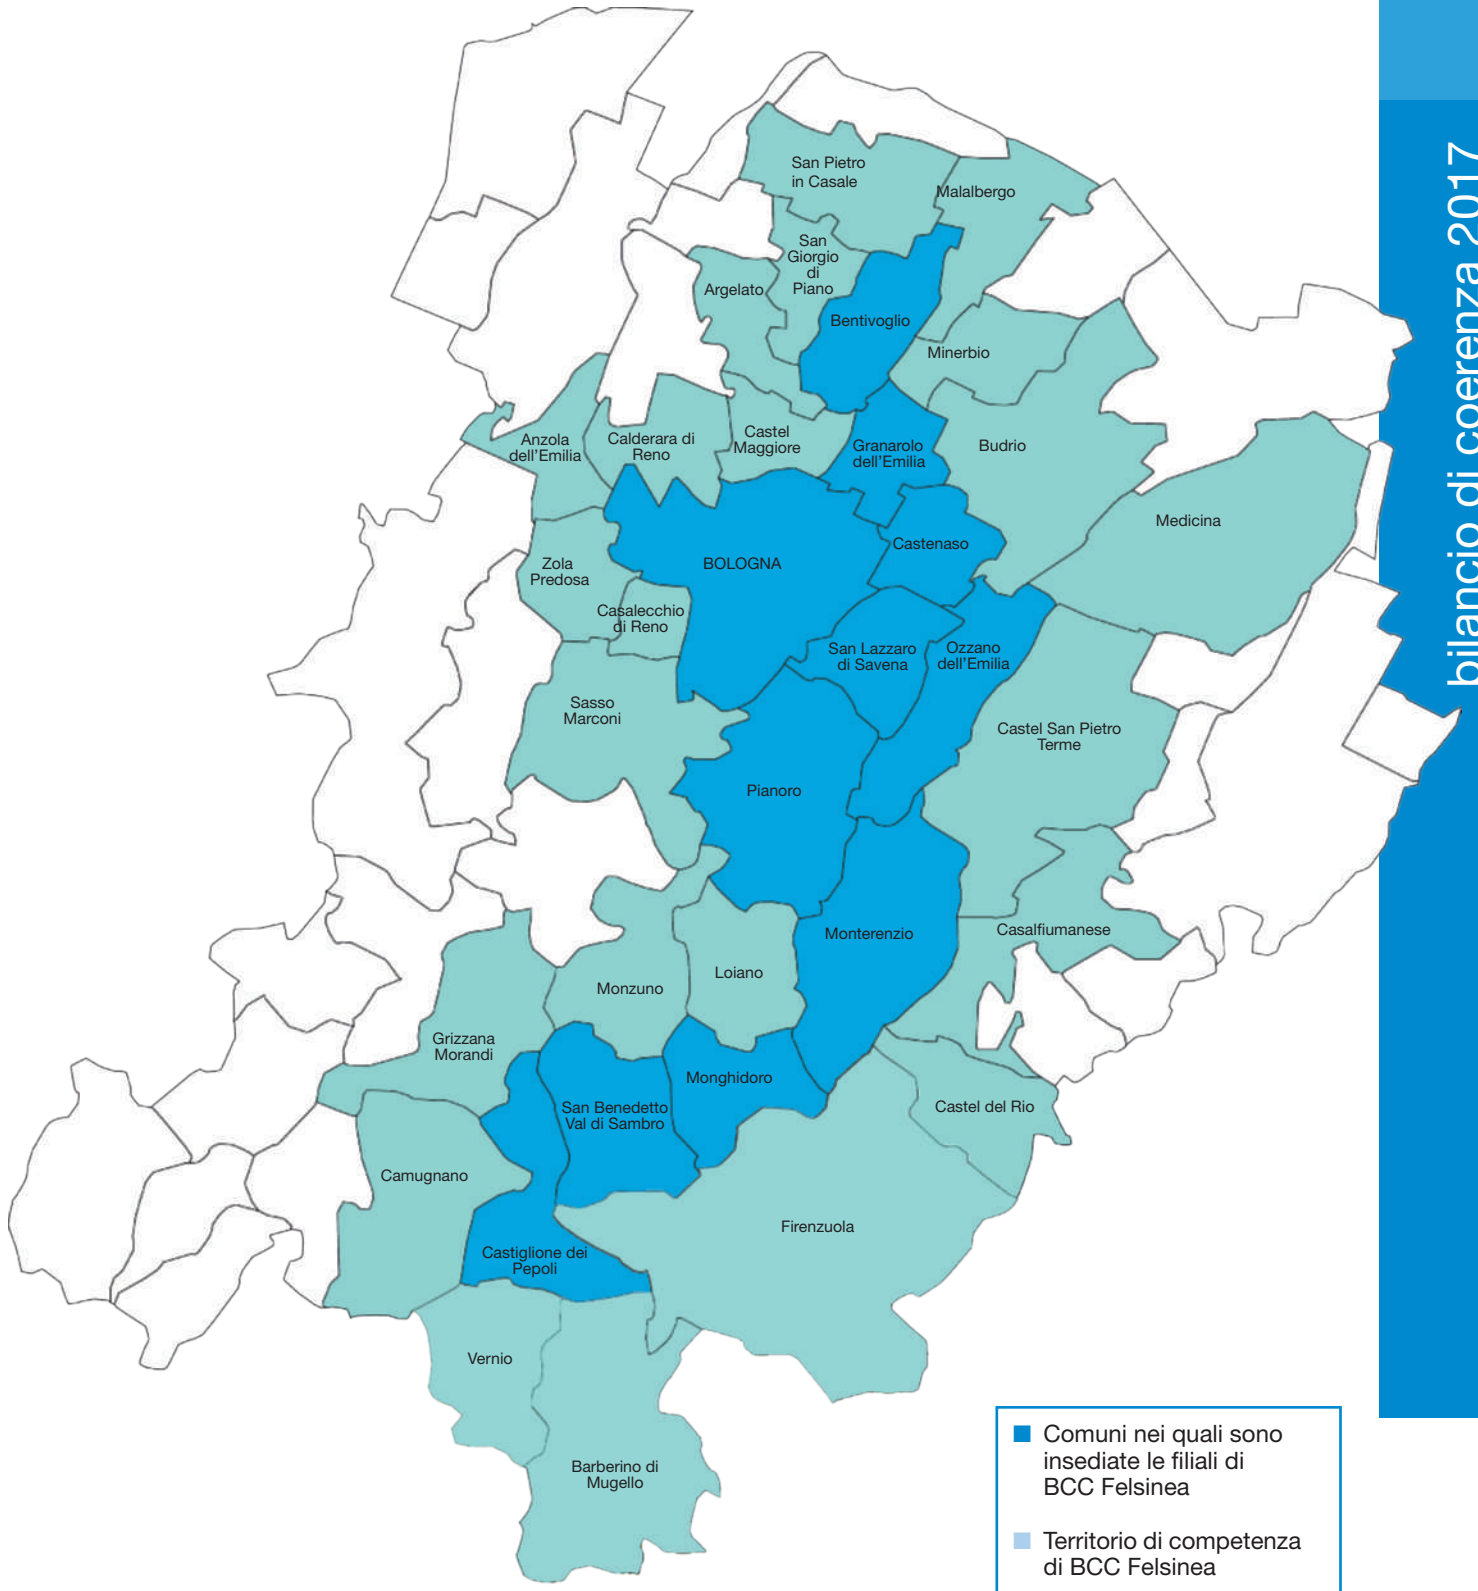 bilancio di coerenza 2017
San Pietro
in Casale
Malalbergo
San
Giorgio
di
Piano
Argelato
Bentivoglio
Minerbio
Anzola
dell'Emilia
Calderara di
Reno
Castel
Maggiore
Granarolo
dell'Emilia
Budrio
Medicina
Castenaso
BOLOGNA
Zola
Predosa
Casalecchio
di Reno
San Lazzaro
di Savena
Ozzano
dell'Emilia
Sasso
Marconi
Castel San Pietro
Terme
Pianoro
Monterenzio
Casalfiumanese
Loiano
Monzuno
Grizzana
Morandi
Monghidoro
San Benedetto
Val di Sambro
Castel del Rio
Camugnano
Firenzuola
Castiglione dei
Pepoli
Vernio
Barberino di
Mugello
Comuni nei quali sono
insediate le filiali di
BCC Felsinea
Territorio di competenza
di BCC Felsinea